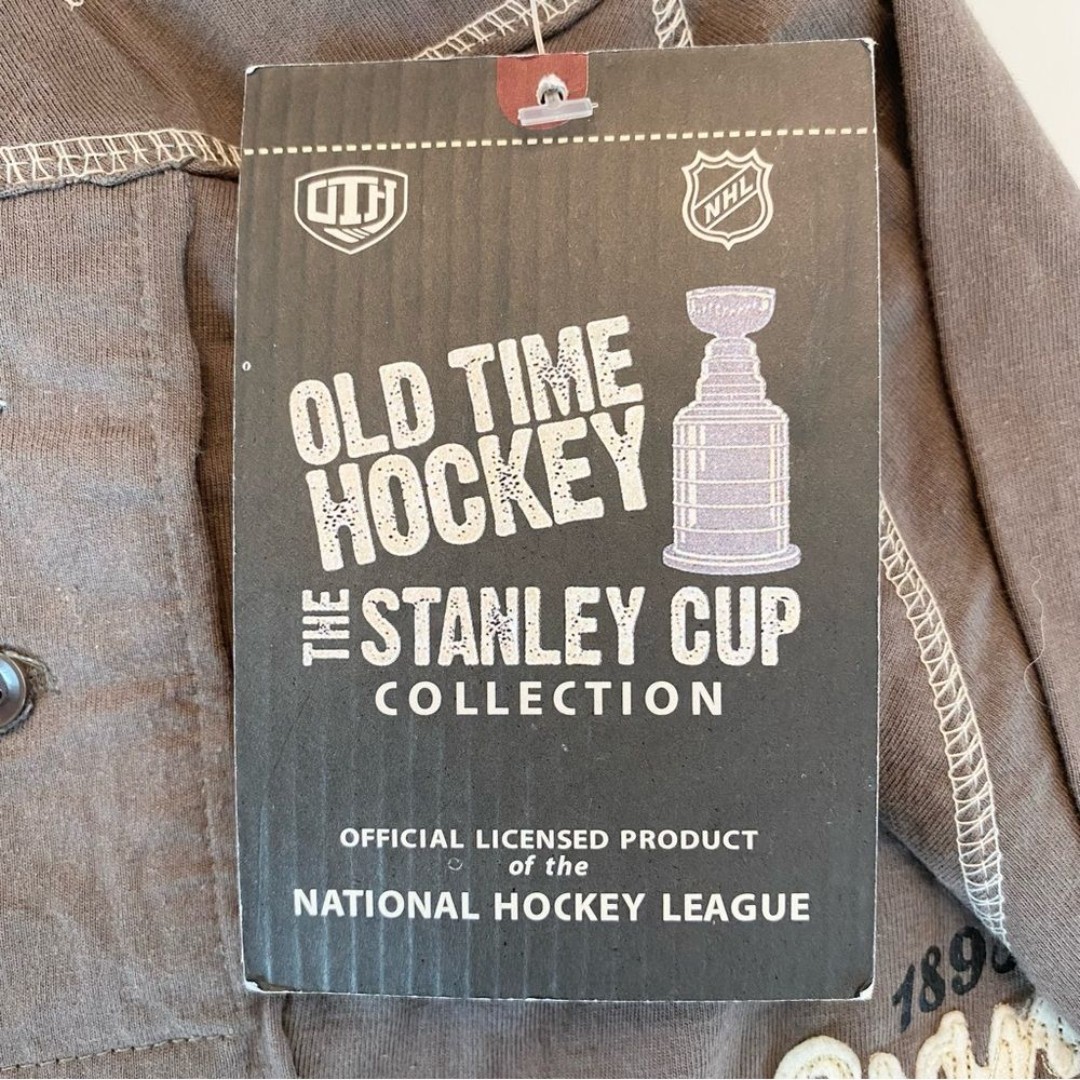 OTH
NHL
OLD TIME
HOCKEY
THE STANLEY CUP
COLLECTION
OFFICIAL LICENSED PRODUCT
of the
NATIONAL HOCKEY LEAGUE